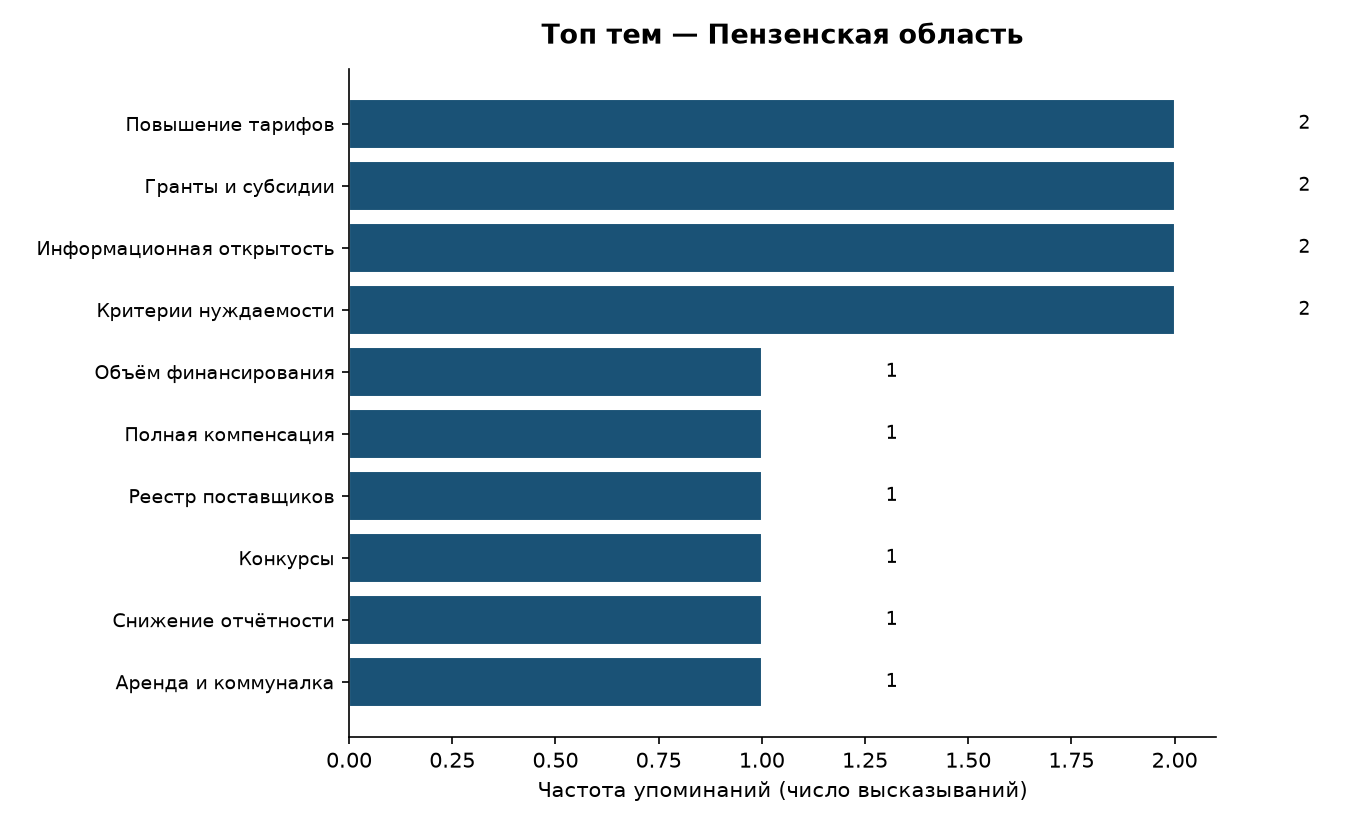 Топ тем — Пензенская область
Повышение тарифов 2
Гранты и субсидии 2
Информационная открытость 2
Критерии нуждаемости 2
Объём финансирования 1
Полная компенсация 1
Реестр поставщиков 1
Конкурсы 1
Снижение отчётности 1
Аренда и коммуналка 1
0.00 0.25 0.50 0.75 1.00 1.25 1.50 1.75 2.00
Частота упоминаний (число высказываний)